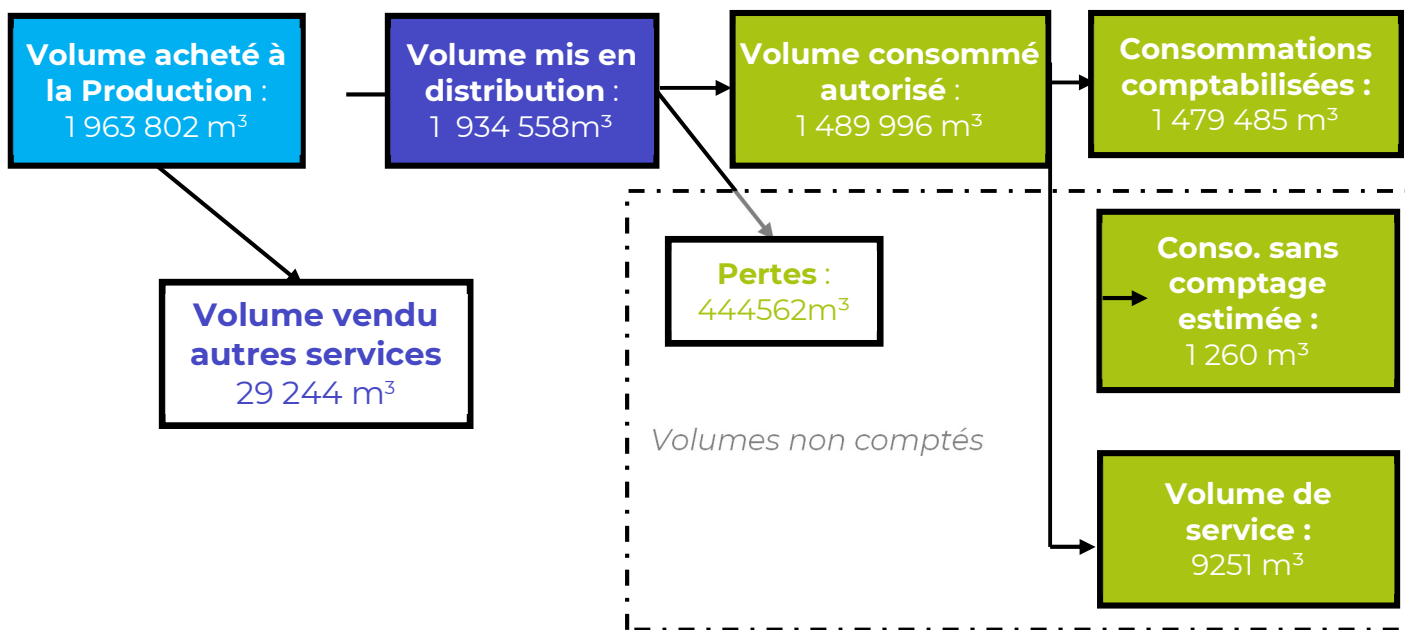 Volume acheté à
la Production :
1 963 802 m³
Volume mis en
distribution :
1 934 558m³
Volume consommé
autorisé :
1 489 996 m³
Consommations
comptabilisées :
1 479 485 m³
Volume vendu
autres services
29 244 m³
Pertes :
444562m³
Conso. sans
comptage
estimée :
1 260 m³
Volumes non comptés
Volume de
service :
9251 m³